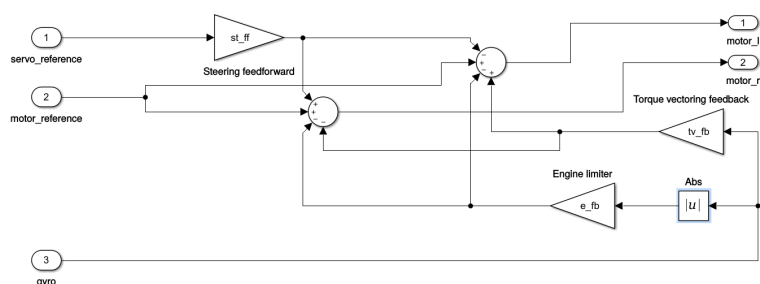 1
servo_reference
st_ff
Steering feedforward
2
motor_reference
−
+
−
+
+
+
−
−
1
motor_l
2
motor_r
Torque vectoring feedback
tv_fb
Engine limiter
e_fb
Abs
|u|
3
gyro